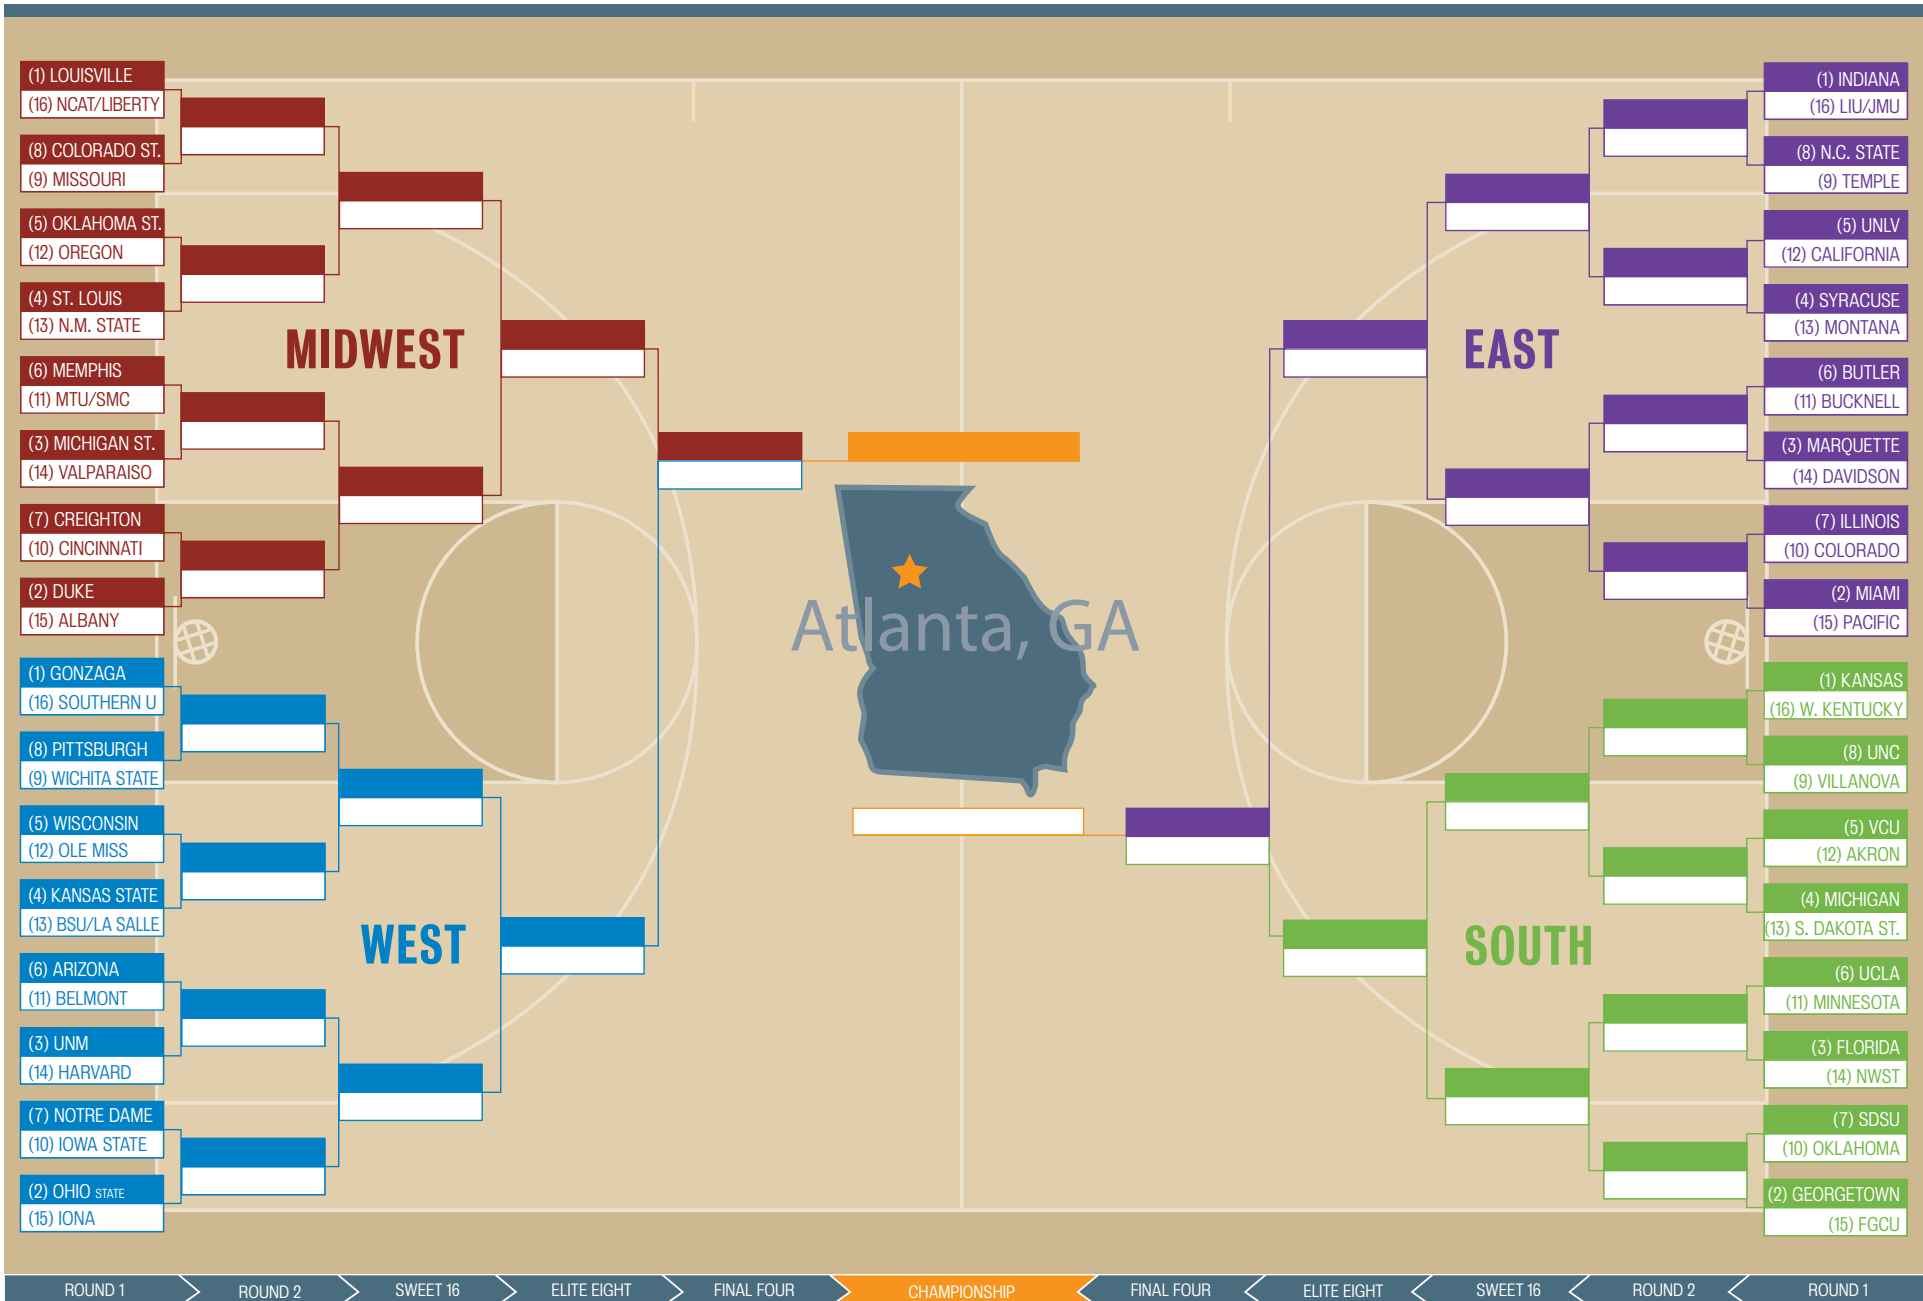 (1) LOUISVILLE
(16) NCAT/LIBERTY
(8) COLORADO ST.
(9) MISSOURI
(5) OKLAHOMA ST.
(12) OREGON
(4) ST. LOUIS
(13) N.M. STATE
(6) MEMPHIS
(11) MTU/SMC
(3) MICHIGAN ST.
(14) VALPARAISO
(7) CREIGHTON
(10) CINCINNATI
(2) DUKE
(15) ALBANY
MIDWEST
(1) GONZAGA
(16) SOUTHERN U
(8) PITTSBURGH
(9) WICHITA STATE
(5) WISCONSIN
(12) OLE MISS
(4) KANSAS STATE
(13) BSU/LA SALLE
(6) ARIZONA
(11) BELMONT
(3) UNM
(14) HARVARD
(7) NOTRE DAME
(10) IOWA STATE
(2) OHIO STATE
(15) IONA
WEST
Atlanta, GA
(1) INDIANA
(16) LIU/JMU
(8) N.C. STATE
(9) TEMPLE
(5) UNLV
(12) CALIFORNIA
(4) SYRACUSE
(13) MONTANA
(6) BUTLER
(11) BUCKNELL
(3) MARQUETTE
(14) DAVIDSON
(7) ILLINOIS
(10) COLORADO
(2) MIAMI
(15) PACIFIC
EAST
(1) KANSAS
(16) W. KENTUCKY
(8) UNC
(9) VILLANOVA
(5) VCU
(12) AKRON
(4) MICHIGAN
(13) S. DAKOTA ST.
(6) UCLA
(11) MINNESOTA
(3) FLORIDA
(14) NWST
(7) SDSU
(10) OKLAHOMA
(2) GEORGETOWN
(15) FGCU
SOUTH
ROUND 1
ROUND 2
SWEET 16
ELITE EIGHT
FINAL FOUR
CHAMPIONSHIP
FINAL FOUR
ELITE EIGHT
SWEET 16
ROUND 2
ROUND 1